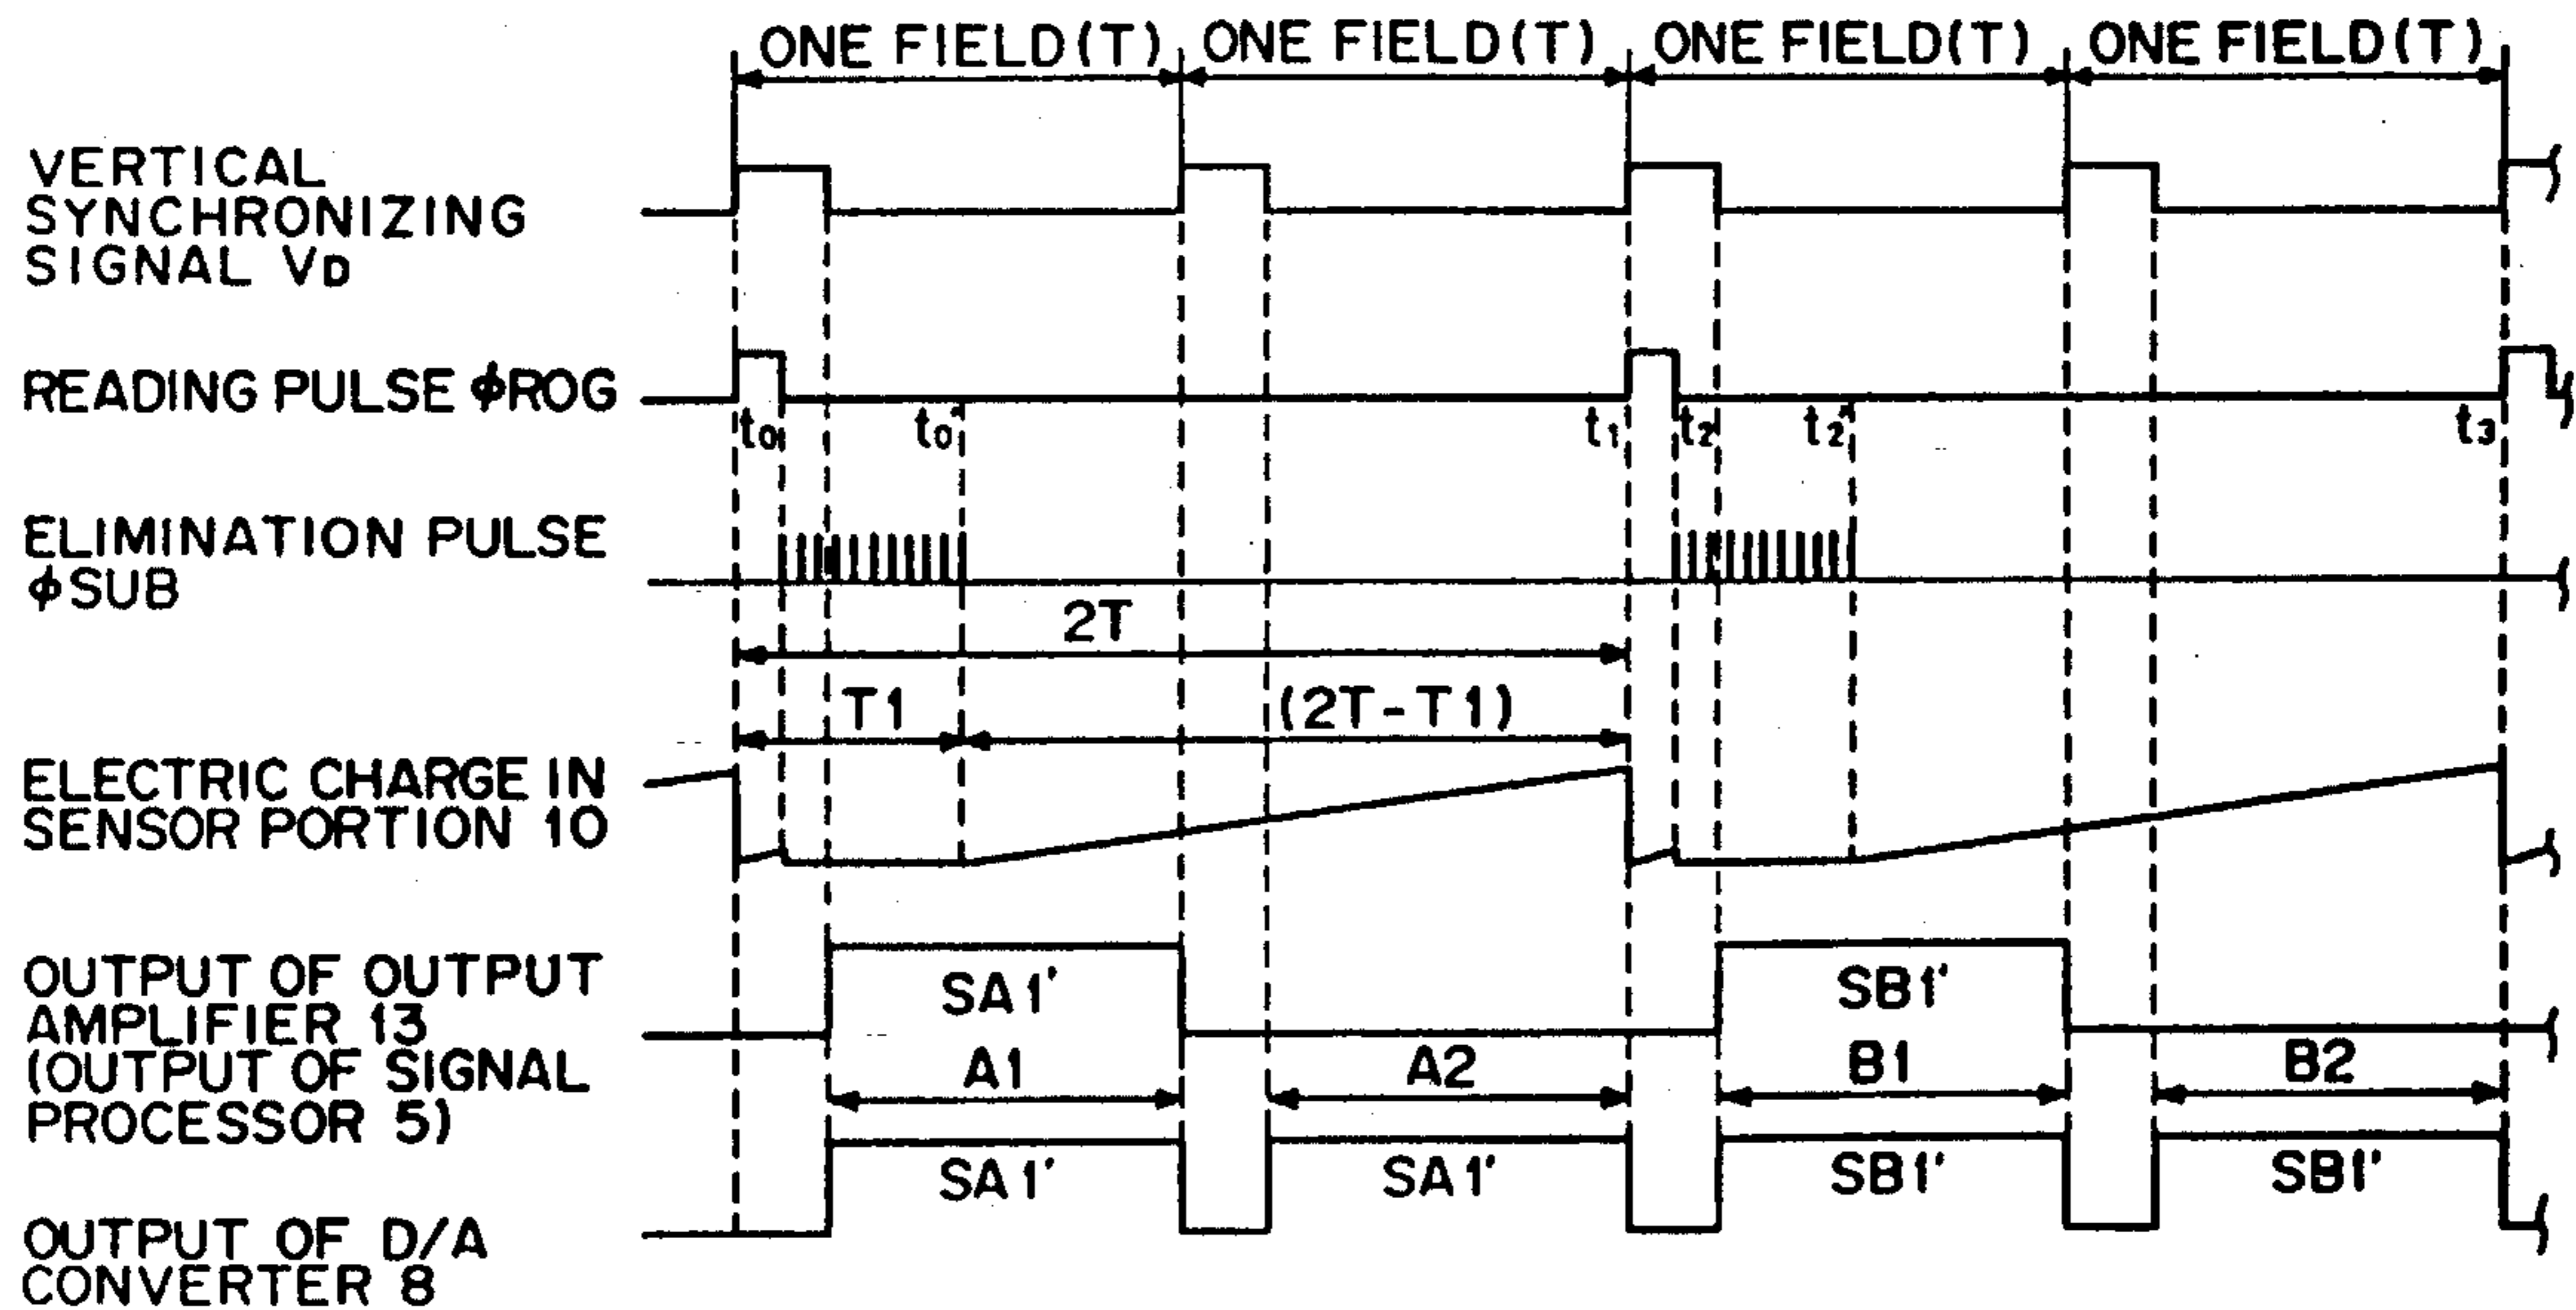 ONE FIELD(T) ONE FIELD(T) ONE FIELD(T) ONE FIELD(T)
VERTICAL
SYNCHRONIZING
SIGNAL VD
READING PULSE ϕROG
t0 t0' t1 t2 t2' t3
ELIMINATION PULSE
ϕSUB
2T
T1 (2T-T1)
ELECTRIC CHARGE IN
SENSOR PORTION 10
OUTPUT OF OUTPUT
AMPLIFIER 13
(OUTPUT OF SIGNAL
PROCESSOR 5)
SA1' SB1'
A1 A2 B1 B2
SA1' SA1' SB1' SB1'
OUTPUT OF D/A
CONVERTER 8